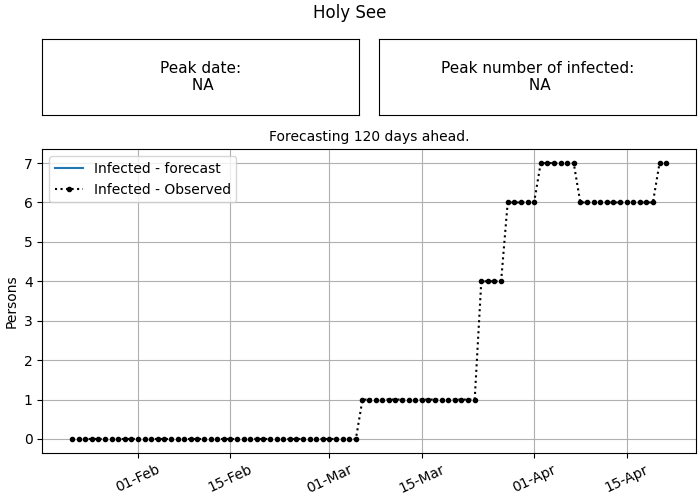 Holy See
Peak date:
NA
Peak number of infected:
NA
Forecasting 120 days ahead.
Infected - forecast
Infected - Observed
Persons
7
6
5
4
3
2
1
0
01-Feb
15-Feb
01-Mar
15-Mar
01-Apr
15-Apr